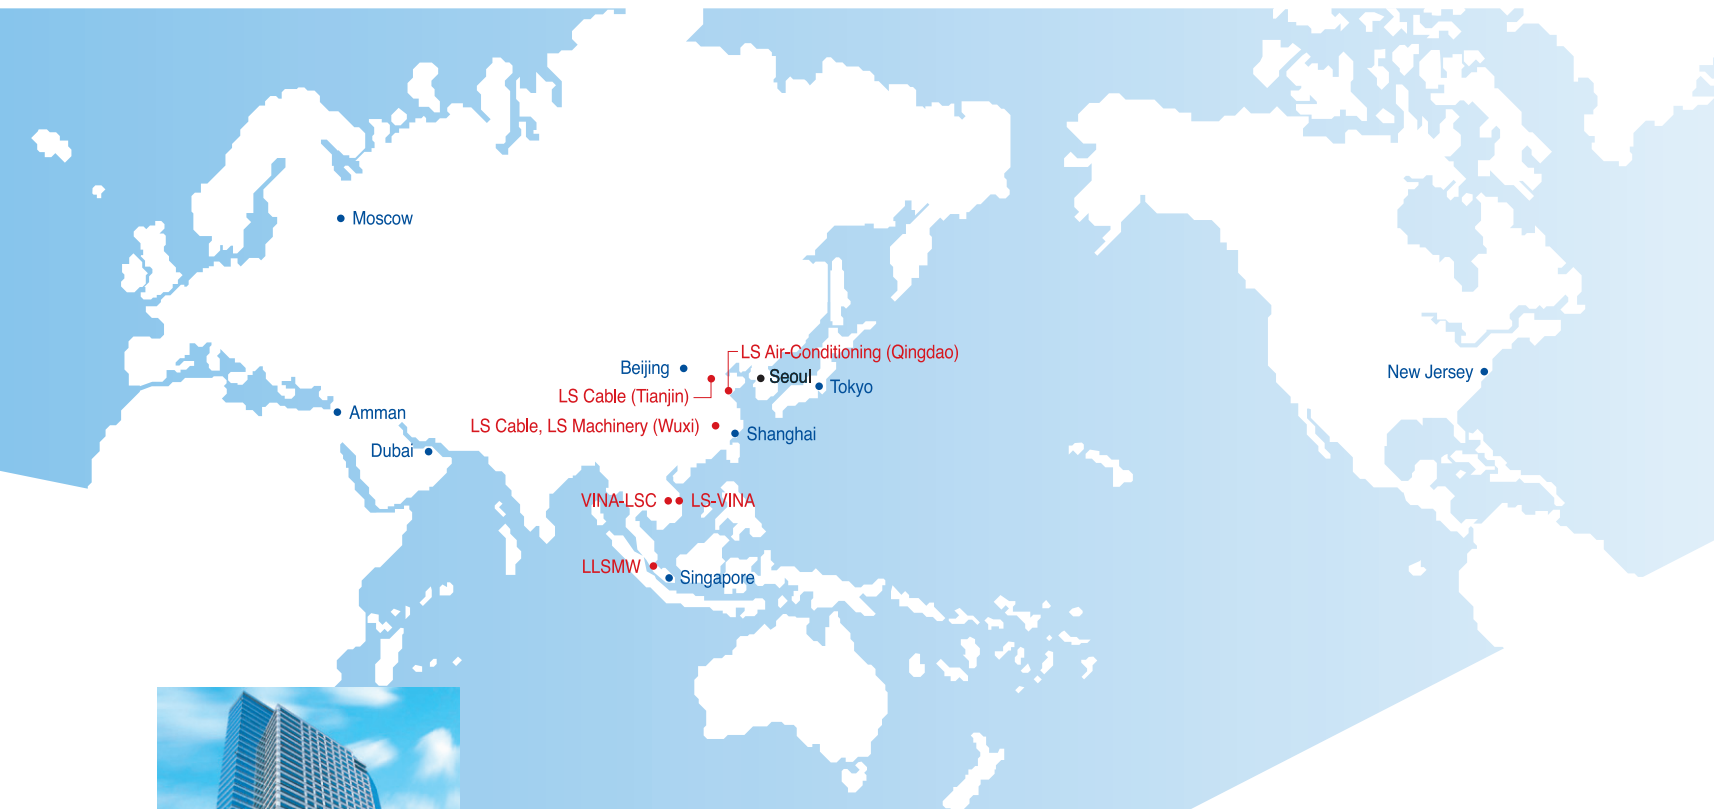 Moscow
LS Air-Conditioning (Qingdao)
Beijing
Seoul
New Jersey
Tokyo
LS Cable (Tianjin)
Amman
LS Cable, LS Machinery (Wuxi)
Shanghai
Dubai
VINA-LSC
LS-VINA
LLSMW
Singapore